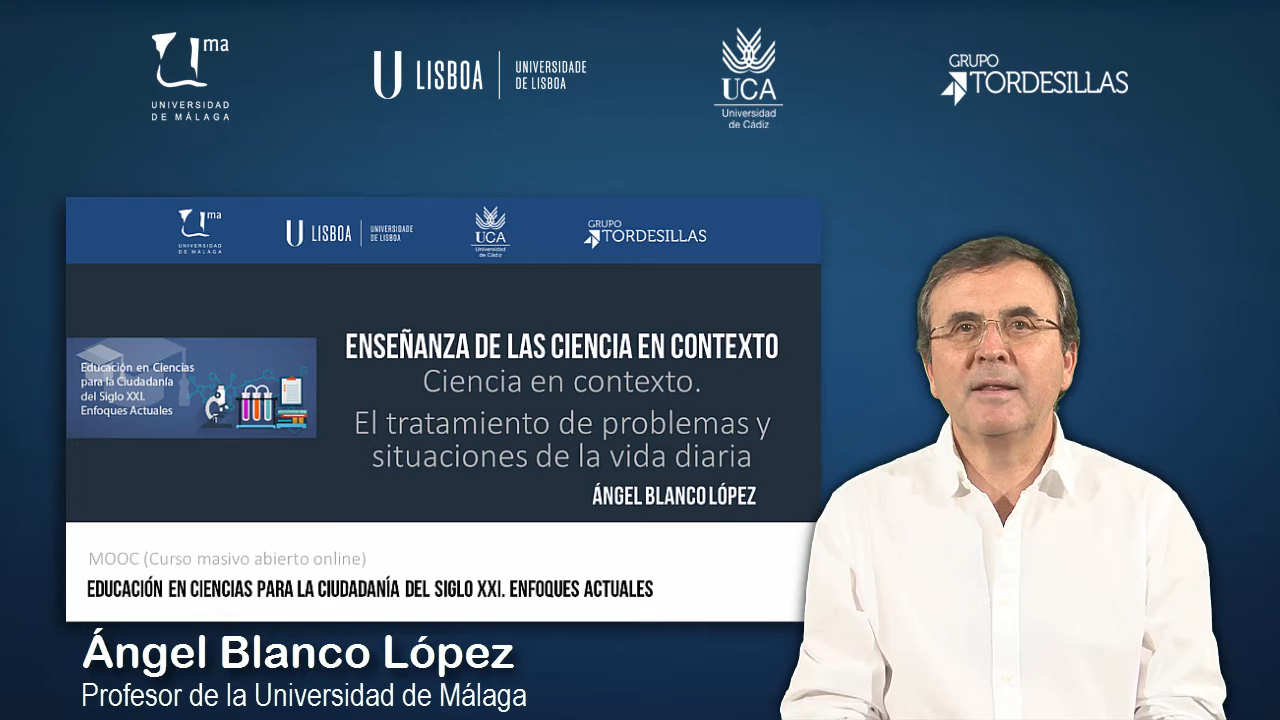 uma
UNIVERSIDAD
DE MÁLAGA
U LISBOA
UNIVERSIDADE
DE LISBOA
UCA
Universidad
de Cádiz
GRUPO
TORDESILLAS
uma
UNIVERSIDAD
DE MÁLAGA
U LISBOA
UNIVERSIDADE
DE LISBOA
UCA
Universidad
de Cádiz
GRUPO
TORDESILLAS
Educación en Ciencias
para la Ciudadanía
del Siglo XXI.
Enfoques Actuales
ENSEÑANZA DE LAS CIENCIA EN CONTEXTO
Ciencia en contexto.
El tratamiento de problemas y
situaciones de la vida diaria
ÁNGEL BLANCO LÓPEZ
MOOC (Curso masivo abierto online)
EDUCACIÓN EN CIENCIAS PARA LA CIUDADANÍA DEL SIGLO XXI. ENFOQUES ACTUALES
Ángel Blanco López
Profesor de la Universidad de Málaga